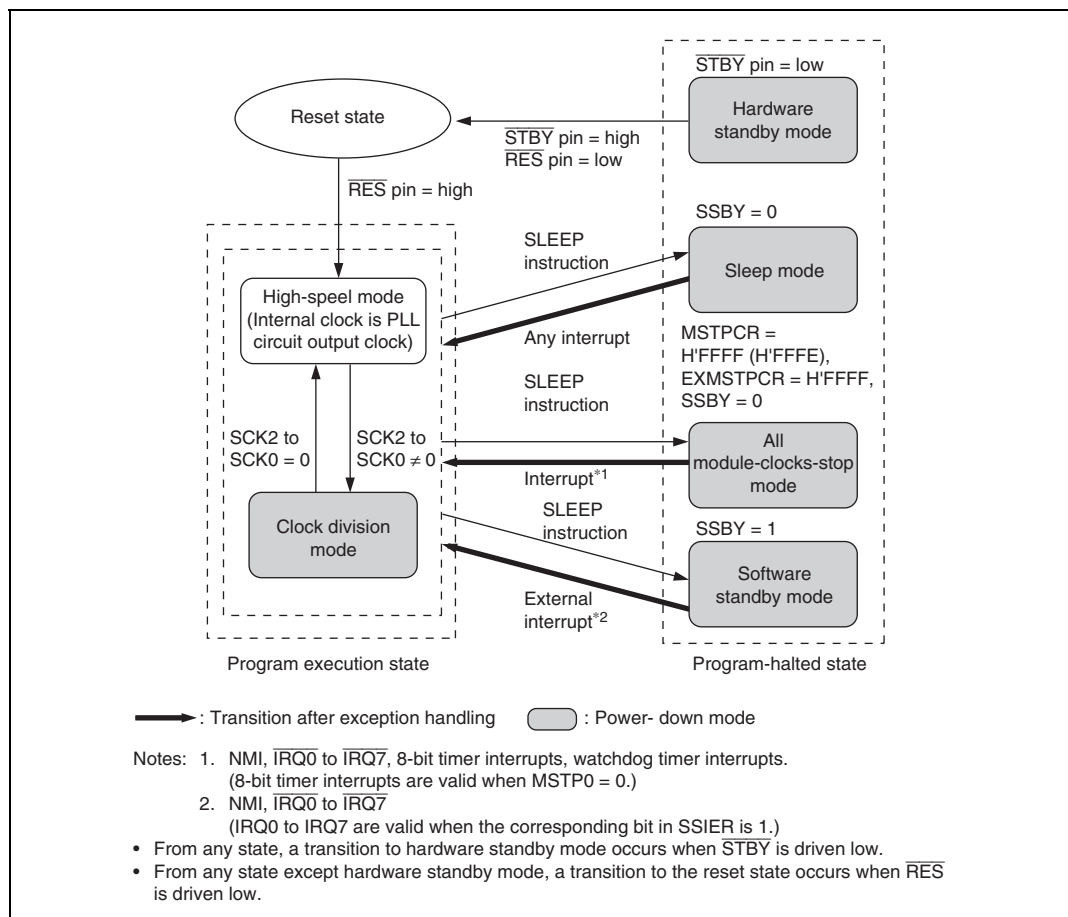 STBY pin = low
Hardware
standby mode
Reset state
STBY pin = high
RES pin = low
RES pin = high
SSBY = 0
SLEEP
instruction
Sleep mode
High-speel mode
(Internal clock is PLL
circuit output clock)
Any interrupt
MSTPCR =
H'FFFF (H'FFFE),
EXMSTPCR = H'FFFF,
SSBY = 0
SLEEP
instruction
SCK2 to
SCK0 = 0
SCK2 to
SCK0 ≠ 0
All
module-clocks-stop
mode
Interrupt*1
SLEEP
instruction
SSBY = 1
Clock division
mode
Software
standby mode
External
interrupt*2
Program execution state
Program-halted state
: Transition after exception handling
: Power- down mode
Notes: 1. NMI, IRQ0 to IRQ7, 8-bit timer interrupts, watchdog timer interrupts.
(8-bit timer interrupts are valid when MSTP0 = 0.)
2. NMI, IRQ0 to IRQ7
(IRQ0 to IRQ7 are valid when the corresponding bit in SSIER is 1.)
• From any state, a transition to hardware standby mode occurs when STBY is driven low.
• From any state except hardware standby mode, a transition to the reset state occurs when RES
is driven low.